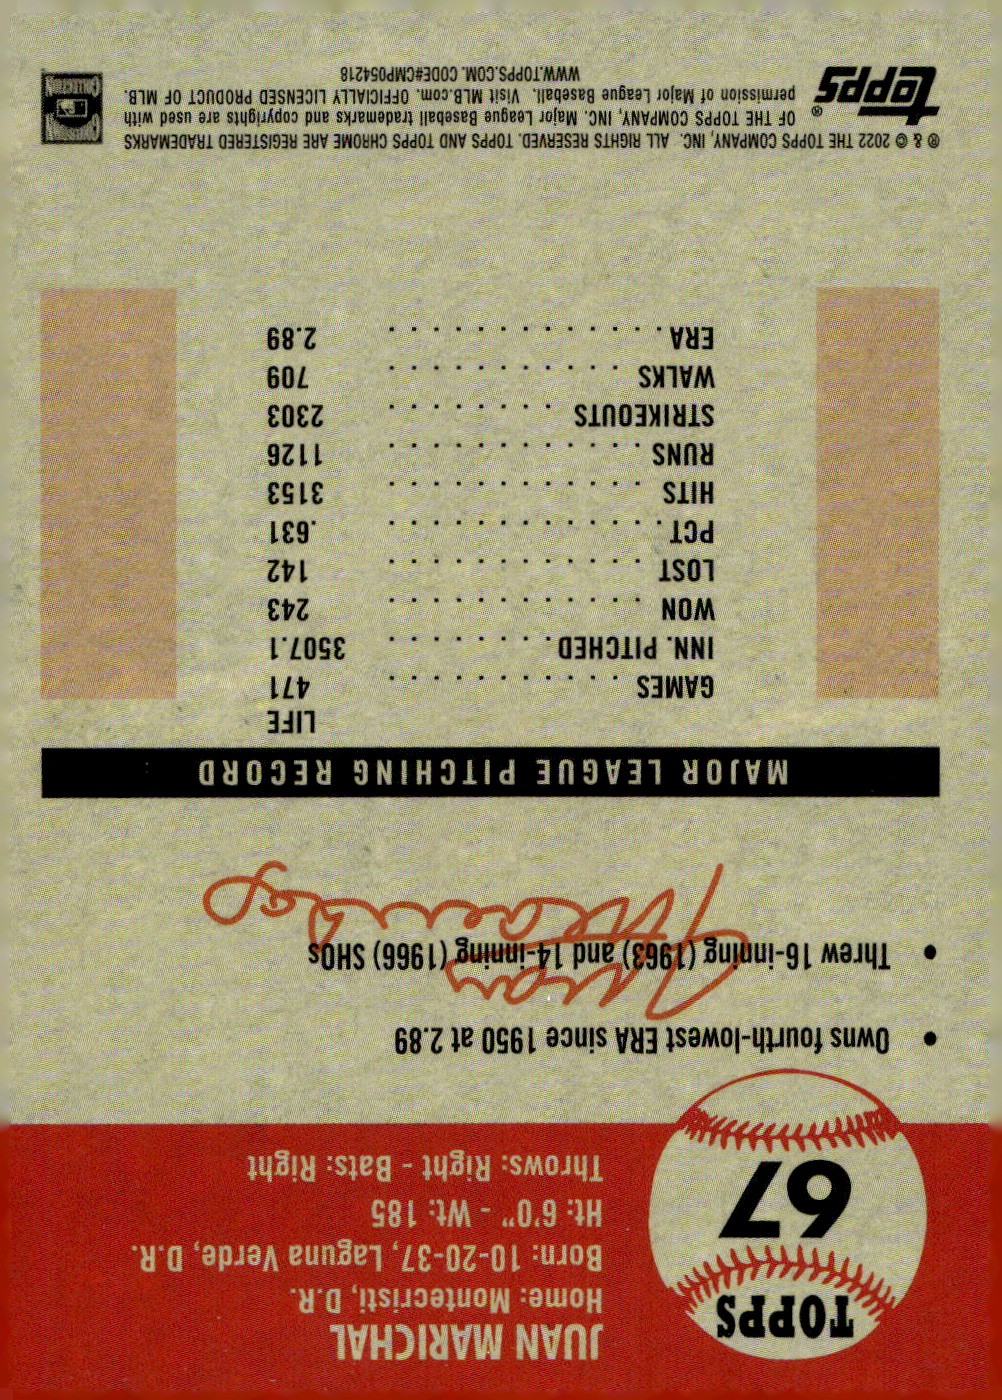 TOPPS
67
JUAN MARICHAL
Home: Montecristi, D.R.
Born: 10-20-37, Laguna Verde, D.R.
Ht: 6'0" - Wt: 185
Throws: Right - Bats: Right
• Owns fourth-lowest ERA since 1950 at 2.89
• Threw 16-inning (1963) and 14-inning (1966) SHOs
Juan
Marichal
MAJOR LEAGUE PITCHING RECORD
LIFE
GAMES . . . . . . . . . . . 471
INN. PITCHED . . . . . . . . 3507.1
WON . . . . . . . . . . . . 243
LOST . . . . . . . . . . . . 142
PCT . . . . . . . . . . . . . .631
HITS . . . . . . . . . . . . 3153
RUNS . . . . . . . . . . . . 1126
STRIKEOUTS . . . . . . . . 2303
WALKS . . . . . . . . . . . 709
ERA . . . . . . . . . . . . . 2.89
® & © 2022 THE TOPPS COMPANY, INC. ALL RIGHTS RESERVED. TOPPS AND TOPPS CHROME ARE REGISTERED TRADEMARKS
OF THE TOPPS COMPANY, INC. Major League Baseball trademarks and copyrights are used with
permission of Major League Baseball. Visit MLB.com. OFFICIALLY LICENSED PRODUCT OF MLB.
WWW.TOPPS.COM. CODE#CMP054218
Topps®